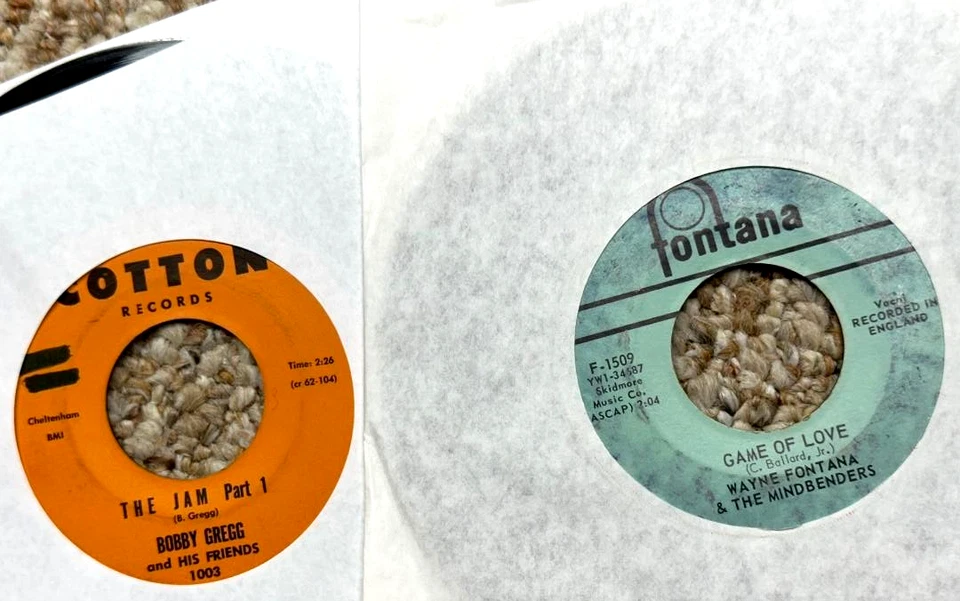 COTTON
RECORDS
Time: 2:26
(cr 62-104)
Cheltenham
BMI
THE JAM Part 1
(B. Gregg)
BOBBY GREGG
and HIS FRIENDS
1003
fontana
Vocal
RECORDED IN
ENGLAND
F-1509
YW1-34587
Skidmore
Music Co.
ASCAP) 2:04
GAME OF LOVE
(C. Ballard, Jr.)
WAYNE FONTANA
& THE MINDBENDERS